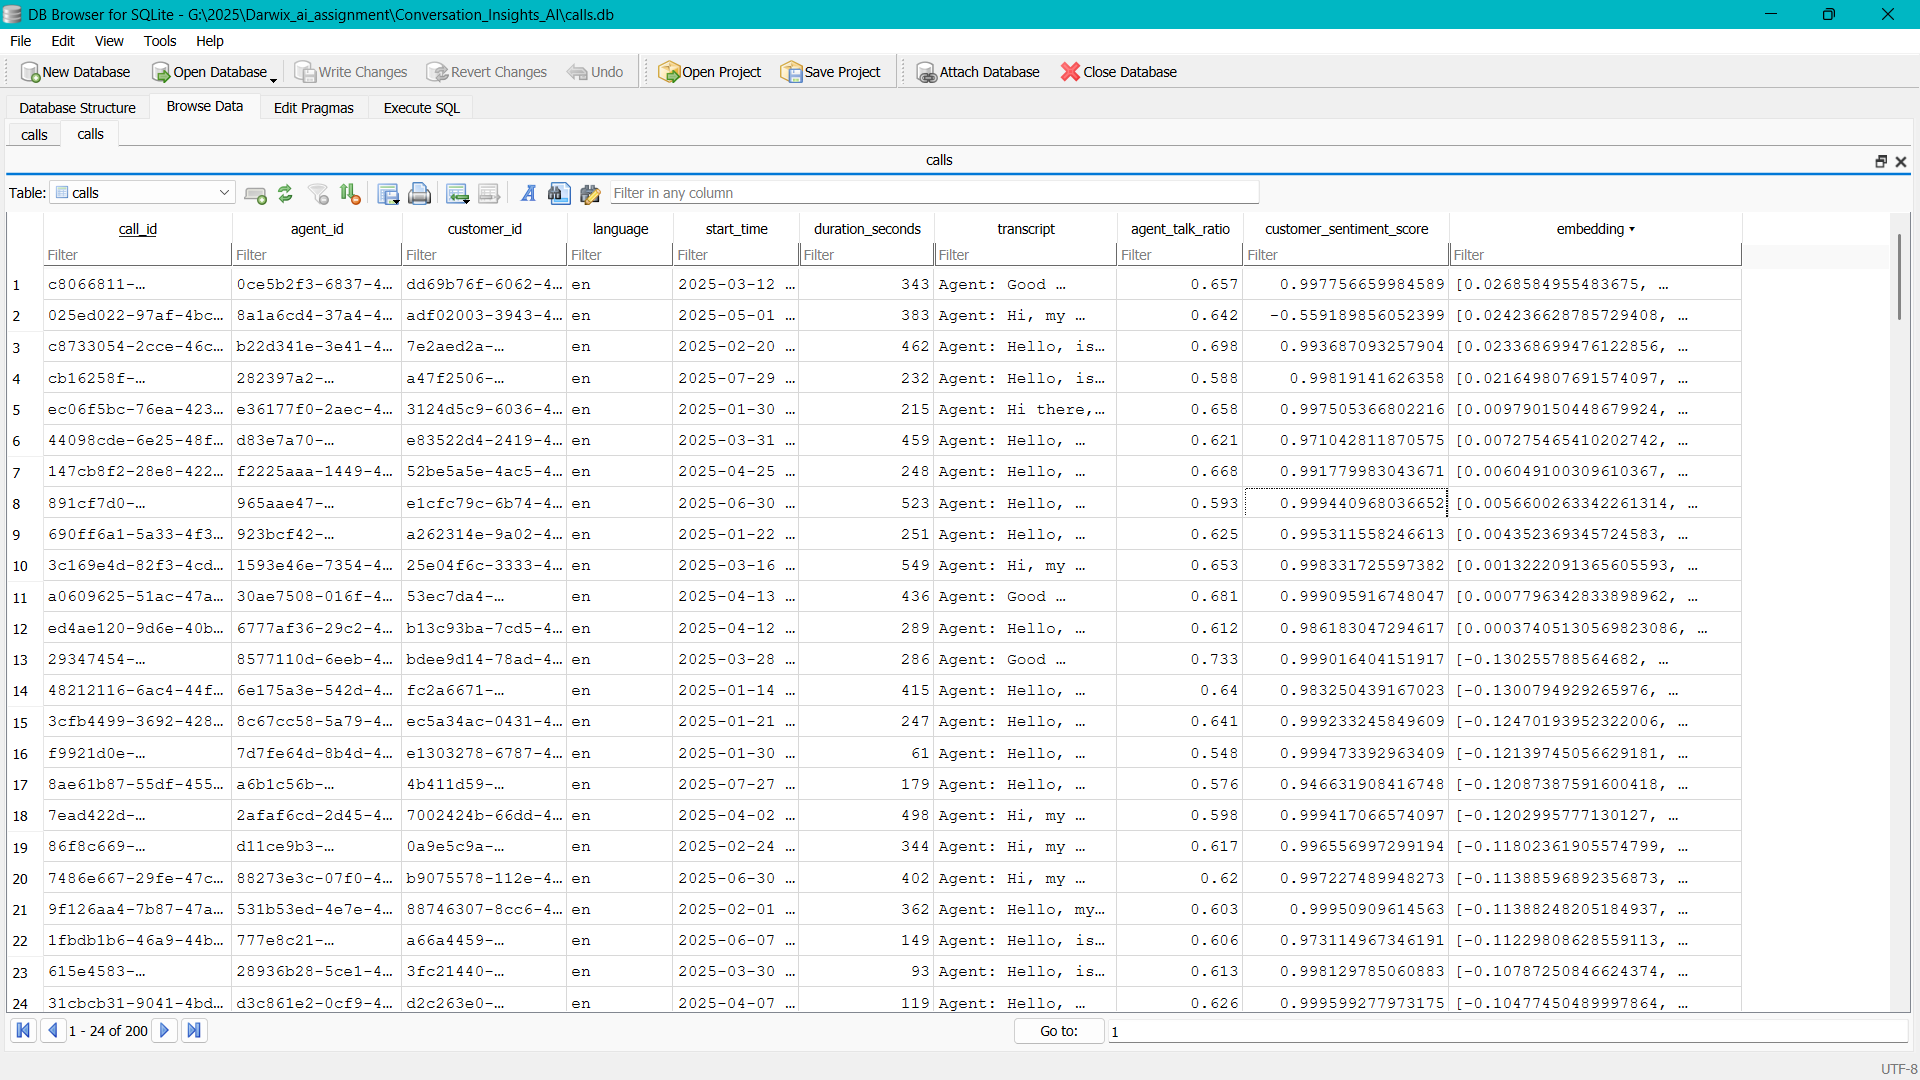 DB Browser for SQLite - G:\2025\Darwix_ai_assignment\Conversation_Insights_AI\calls.db
File Edit View Tools Help
New Database Open Database Write Changes Revert Changes Undo Open Project Save Project Attach Database Close Database
Database Structure Browse Data Edit Pragmas Execute SQL
calls calls
calls
Table: calls Filter in any column
call_id agent_id customer_id language start_time duration_seconds transcript agent_talk_ratio customer_sentiment_score embedding
Filter Filter Filter Filter Filter Filter Filter Filter Filter Filter
1 c8066811-… 0ce5b2f3-6837-4… dd69b76f-6062-4… en 2025-03-12 … 343 Agent: Good … 0.657 0.997756659984589 [0.0268584955483675, …
2 025ed022-97af-4bc… 8a1a6cd4-37a4-4… adf02003-3943-4… en 2025-05-01 … 383 Agent: Hi, my … 0.642 -0.559189856052399 [0.024236628785729408, …
3 c8733054-2cce-46c… b22d341e-3e41-4… 7e2aed2a-… en 2025-02-20 … 462 Agent: Hello, is… 0.698 0.993687093257904 [0.023368699476122856, …
4 cb16258f-… 282397a2-… a47f2506-… en 2025-07-29 … 232 Agent: Hello, is… 0.588 0.99819141626358 [0.021649807691574097, …
5 ec06f5bc-76ea-423… e36177f0-2aec-4… 3124d5c9-6036-4… en 2025-01-30 … 215 Agent: Hi there,… 0.658 0.997505366802216 [0.009790150448679924, …
6 44098cde-6e25-48f… d83e7a70-… e83522d4-2419-4… en 2025-03-31 … 459 Agent: Hello, … 0.621 0.971042811870575 [0.007275465410202742, …
7 147cb8f2-28e8-422… f2225aaa-1449-4… 52be5a5e-4ac5-4… en 2025-04-25 … 248 Agent: Hello, … 0.668 0.991779983043671 [0.006049100309610367, …
8 891cf7d0-… 965aae47-… e1cfc79c-6b74-4… en 2025-06-30 … 523 Agent: Hello, … 0.593 0.999440968036652 [0.0056600263342261314, …
9 690ff6a1-5a33-4f3… 923bcf42-… a262314e-9a02-4… en 2025-01-22 … 251 Agent: Hello, … 0.625 0.995311558246613 [0.004352369345724583, …
10 3c169e4d-82f3-4cd… 1593e46e-7354-4… 25e04f6c-3333-4… en 2025-03-16 … 549 Agent: Hi, my … 0.653 0.998331725597382 [0.0013222091365605593, …
11 a0609625-51ac-47a… 30ae7508-016f-4… 53ec7da4-… en 2025-04-13 … 436 Agent: Good … 0.681 0.999095916748047 [0.0007796342833898962, …
12 ed4ae120-9d6e-40b… 6777af36-29c2-4… b13c93ba-7cd5-4… en 2025-04-12 … 289 Agent: Hello, … 0.612 0.986183047294617 [0.00037405130569823086, …
13 29347454-… 8577110d-6eeb-4… bdee9d14-78ad-4… en 2025-03-28 … 286 Agent: Good … 0.733 0.999016404151917 [-0.130255788564682, …
14 48212116-6ac4-44f… 6e175a3e-542d-4… fc2a6671-… en 2025-01-14 … 415 Agent: Hello, … 0.64 0.983250439167023 [-0.1300794929265976, …
15 3cfb4499-3692-428… 8c67cc58-5a79-4… ec5a34ac-0431-4… en 2025-01-21 … 247 Agent: Hello, … 0.641 0.999233245849609 [-0.12470193952322006, …
16 f9921d0e-… 7d7fe64d-8b4d-4… e1303278-6787-4… en 2025-01-30 … 61 Agent: Hello, … 0.548 0.999473392963409 [-0.12139745056629181, …
17 8ae61b87-55df-455… a6b1c56b-… 4b411d59-… en 2025-07-27 … 179 Agent: Hello, … 0.576 0.946631908416748 [-0.12087387591600418, …
18 7ead422d-… 2afaf6cd-2d45-4… 7002424b-66dd-4… en 2025-04-02 … 498 Agent: Hi, my … 0.598 0.999417066574097 [-0.1202995777130127, …
19 86f8c669-… d11ce9b3-… 0a9e5c9a-… en 2025-02-24 … 344 Agent: Hi, my … 0.617 0.996556997299194 [-0.11802361905574799, …
20 7486e667-29fe-47c… 88273e3c-07f0-4… b9075578-112e-4… en 2025-06-30 … 402 Agent: Hi, my … 0.62 0.997227489948273 [-0.11388596892356873, …
21 9f126aa4-7b87-47a… 531b53ed-4e7e-4… 88746307-8cc6-4… en 2025-02-01 … 362 Agent: Hello, my… 0.603 0.99950909614563 [-0.11388248205184937, …
22 1fbdb1b6-46a9-44b… 777e8c21-… a66a4459-… en 2025-06-07 … 149 Agent: Hello, is… 0.606 0.973114967346191 [-0.11229808628559113, …
23 615e4583-… 28936b28-5ce1-4… 3fc21440-… en 2025-03-30 … 93 Agent: Hello, is… 0.613 0.998129785060883 [-0.10787250846624374, …
24 31cbcb31-9041-4bd… d3c861e2-0cf9-4… d2c263e0-… en 2025-04-07 … 119 Agent: Hello, … 0.626 0.999599277973175 [-0.10477450489997864, …
1 - 24 of 200 Go to: 1
UTF-8